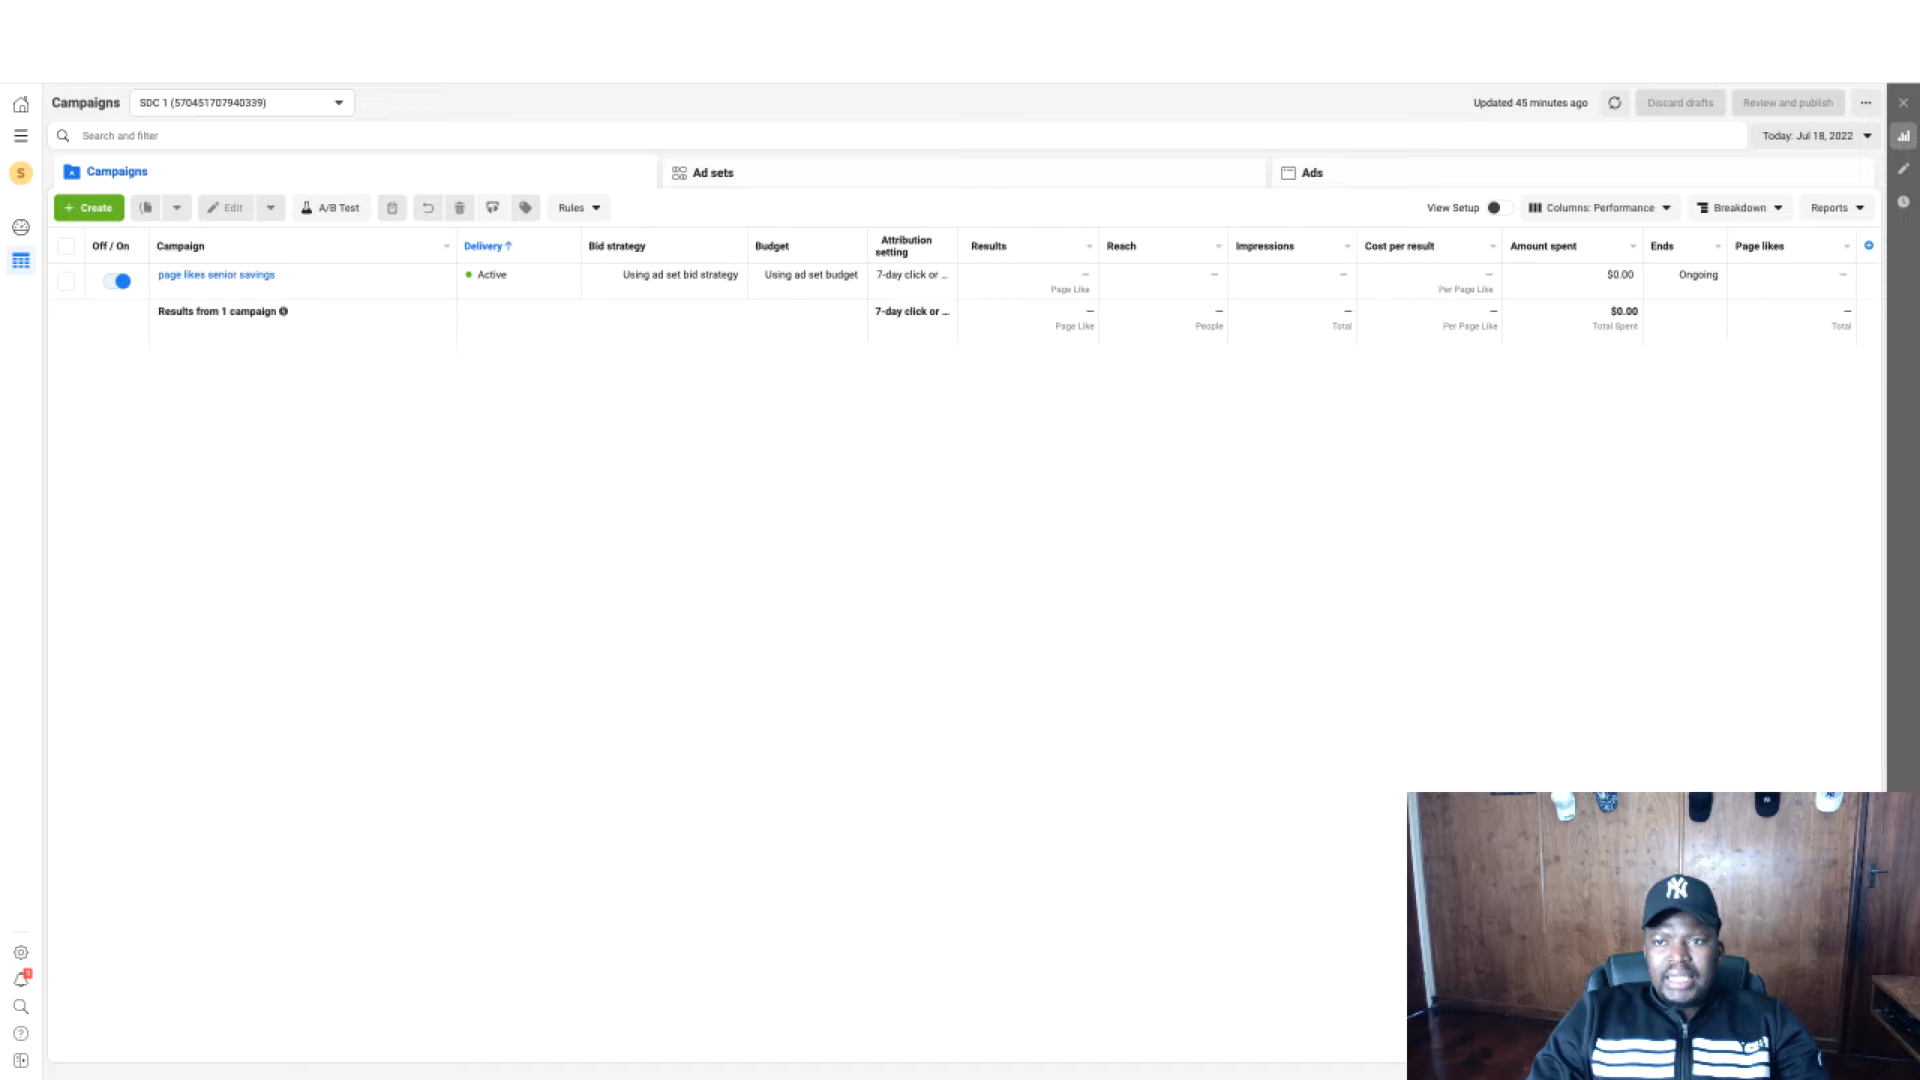 Campaigns SDC 1 (570451707940339) Updated 45 minutes ago Discard drafts Review and publish
Search and filter Today: Jul 18, 2022
S
Campaigns Ad sets Ads
+ Create Edit A/B Test Rules View Setup Columns: Performance Breakdown Reports
Off / On Campaign Delivery ↑ Bid strategy Budget Attribution setting Results Reach Impressions Cost per result Amount spent Ends Page likes
page likes senior savings Active Using ad set bid strategy Using ad set budget 7-day click or ... — — — — $0.00 Ongoing —
Page Like Per Page Like
Results from 1 campaign 7-day click or ... — — — — $0.00 —
Page Like People Total Per Page Like Total Spent Total
NY